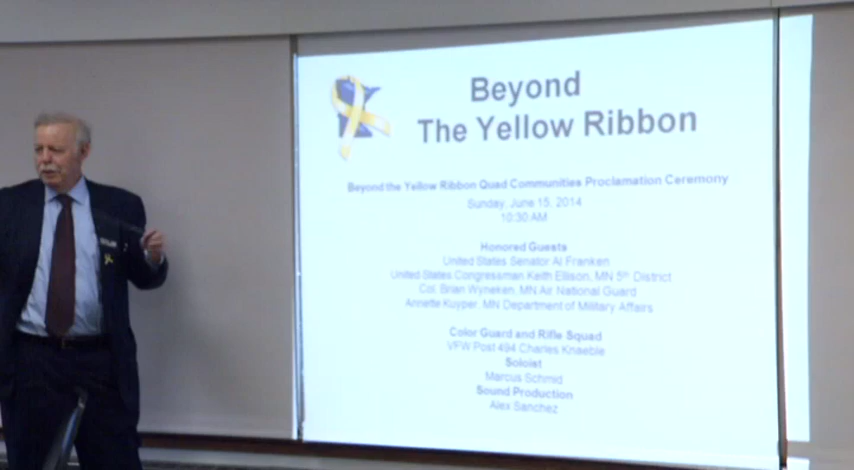 Beyond
The Yellow Ribbon
Beyond the Yellow Ribbon Quad Communities Proclamation Ceremony
Sunday, June 15, 2014
10:30 AM
Honored Guests
United States Senator Al Franken
United States Congressman Keith Ellison, MN 5th District
Col. Brian Wyneken, MN Air National Guard
Annette Kuyper, MN Department of Military Affairs
Color Guard and Rifle Squad
VFW Post 494 Charles Knaeble
Soloist
Marcus Schmid
Sound Production
Alex Sanchez